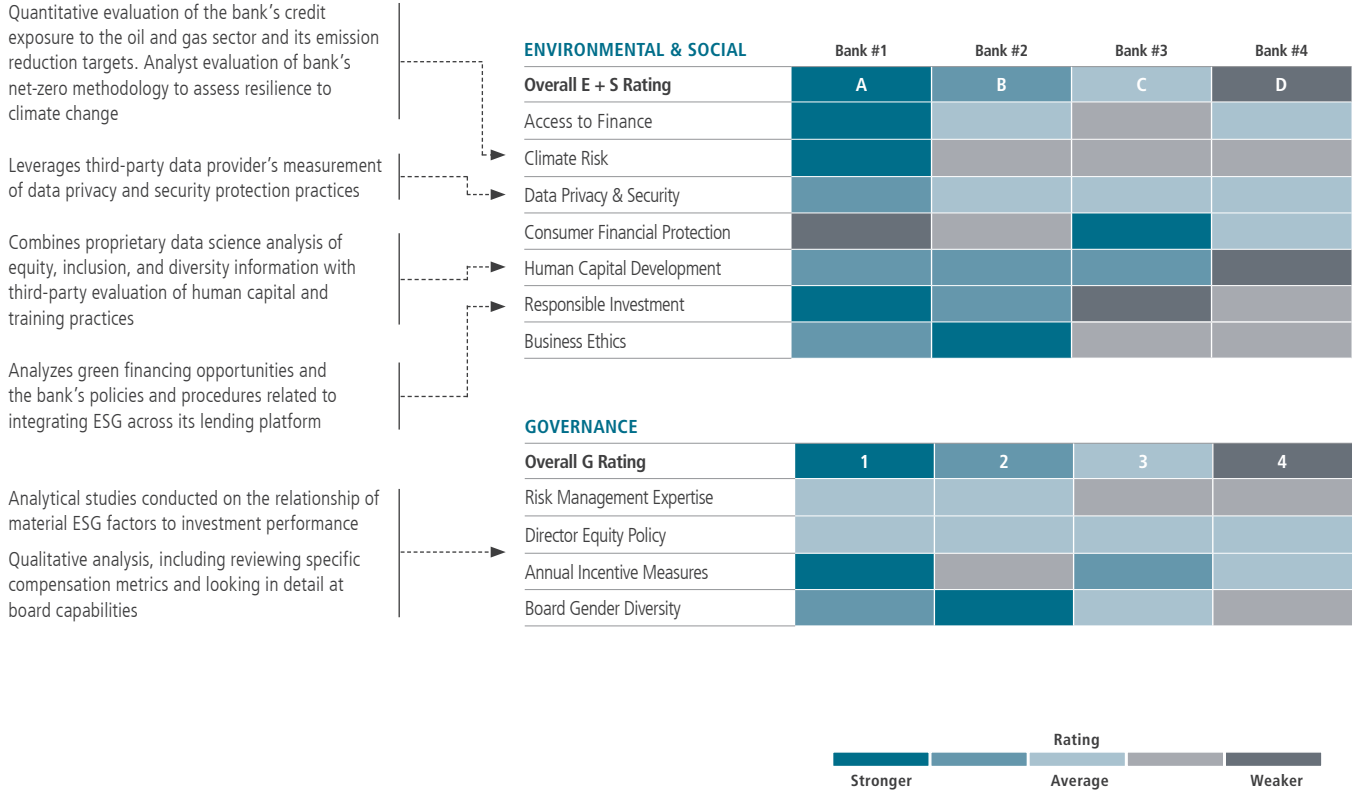 Quantitative evaluation of the bank’s credit
exposure to the oil and gas sector and its emission
reduction targets. Analyst evaluation of bank’s
net-zero methodology to assess resilience to
climate change
Leverages third-party data provider’s measurement
of data privacy and security protection practices
Combines proprietary data science analysis of
equity, inclusion, and diversity information with
third-party evaluation of human capital and
training practices
Analyzes green financing opportunities and
the bank’s policies and procedures related to
integrating ESG across its lending platform
Analytical studies conducted on the relationship of
material ESG factors to investment performance
Qualitative analysis, including reviewing specific
compensation metrics and looking in detail at
board capabilities
ENVIRONMENTAL & SOCIAL Bank #1 Bank #2 Bank #3 Bank #4
Overall E + S Rating A B C D
Access to Finance
Climate Risk
Data Privacy & Security
Consumer Financial Protection
Human Capital Development
Responsible Investment
Business Ethics
GOVERNANCE
Overall G Rating 1 2 3 4
Risk Management Expertise
Director Equity Policy
Annual Incentive Measures
Board Gender Diversity
Rating
Stronger Average Weaker